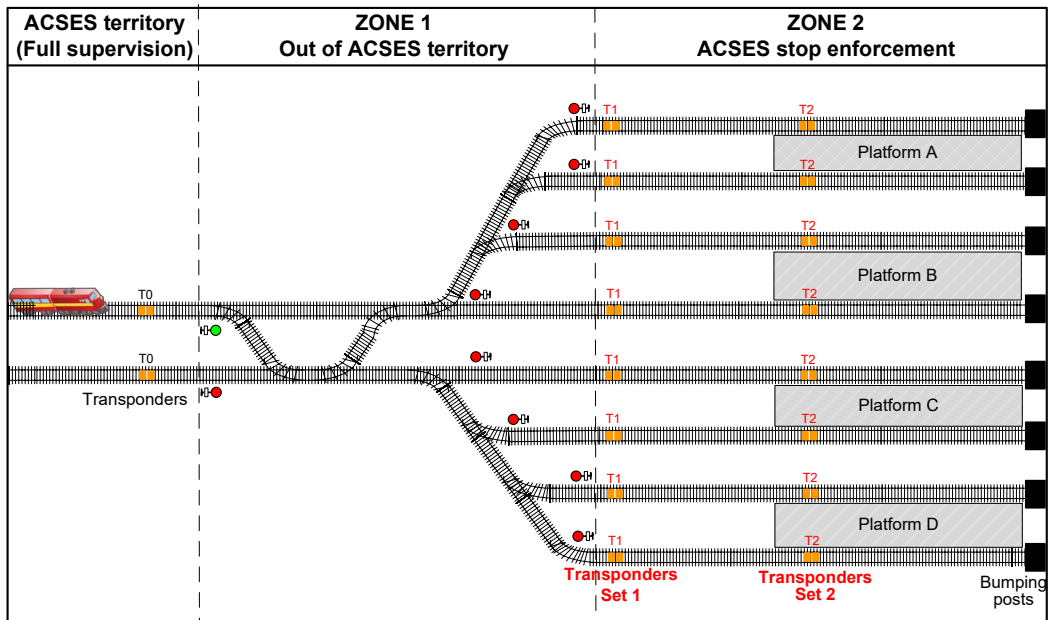 ACSES territory
(Full supervision)
ZONE 1
Out of ACSES territory
ZONE 2
ACSES stop enforcement
T1
T2
Platform A
T1
T2
T1
T2
Platform B
T0
T1
T2
T0
T1
T2
Transponders
Platform C
T1
T2
T1
T2
Platform D
T1
T2
Transponders
Set 1
Transponders
Set 2
Bumping
posts